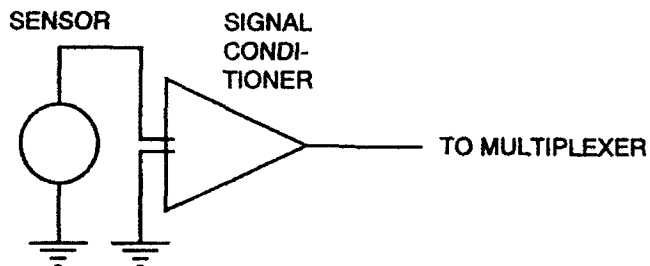 SENSOR
SIGNAL
CONDI-
TIONER
TO MULTIPLEXER